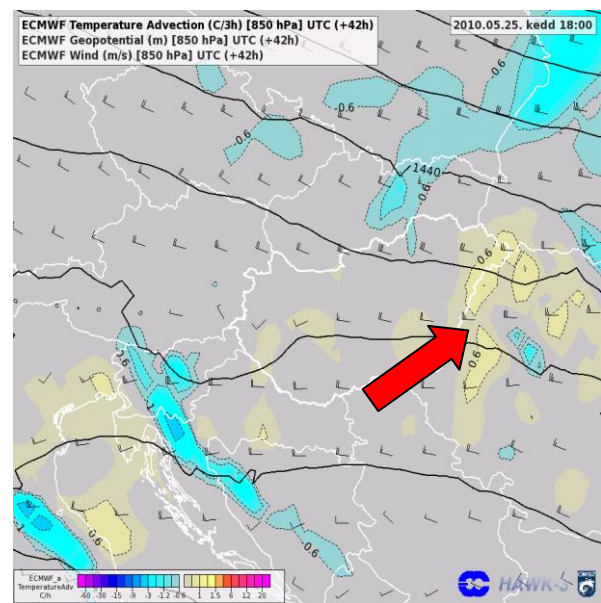 ECMWF Temperature Advection (C/3h) [850 hPa] UTC (+42h)
ECMWF Geopotential (m) [850 hPa] UTC (+42h)
ECMWF Wind (m/s) [850 hPa] UTC (+42h)
2010.05.25. kedd 18:00
-0.6
-0.6
-0.6
1440
-0.6
0.6
0.6
-0.6
0.6
-1
0.6
-1
-0.6
ECMWF_a
TemperatureAdv
C/h
-60 -30 -15 -9 -3 -1.2 -0.6 0.6 1 1.5 6 12 20
HAWK-3
OMSZ